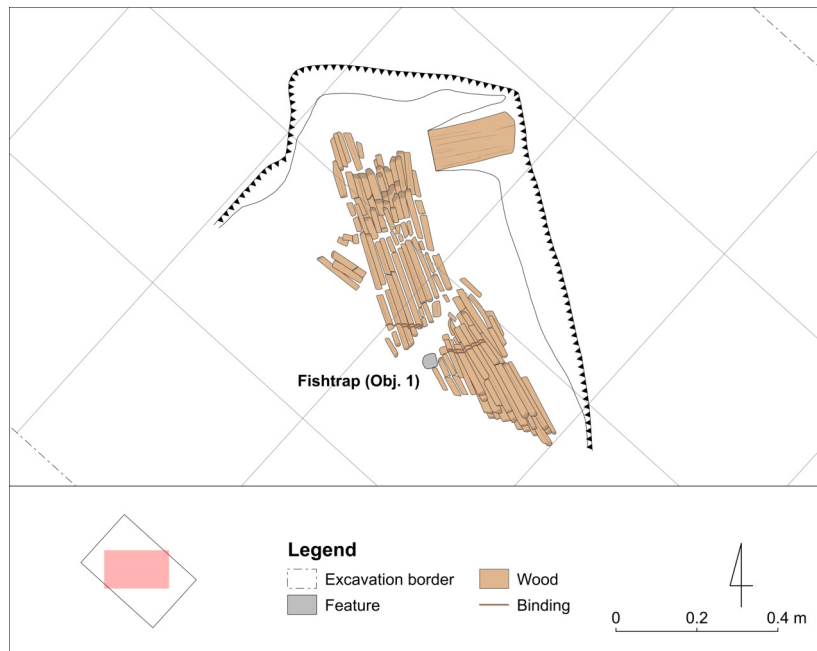 Fishtrap (Obj. 1)
Legend
Excavation border
Wood
Feature
Binding
0 0.2 0.4 m